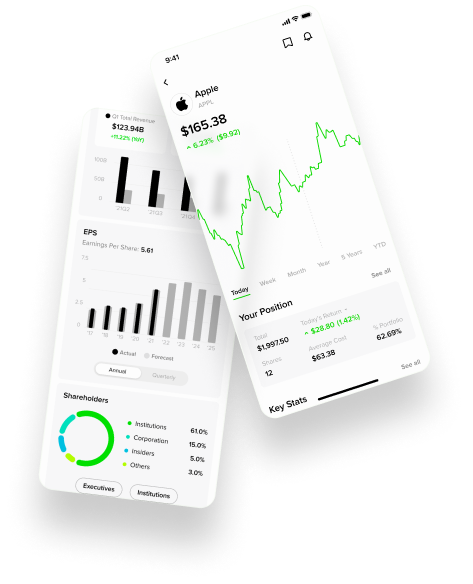 9:41
Apple
APPL
$165.38
6.23% ($9.92)
Today Week Month Year 5 Years YTD
Your Position
See all
Total
$1,997.50
Today's Return
$28.80 (1.42%)
Shares
12
Average Cost
$63.38
% Portfolio
62.69%
Key Stats
See all
Q1 Total Revenue
$123.94B
+11.22% (YoY)
100B
50B
0
'21Q2 '21Q3 '21Q4
EPS
Earnings Per Share: 5.61
7.5
5
2.5
0
'17 '18 '19 '20 '21 '22 '23 '24 '25
Actual Forecast
Annual Quarterly
Shareholders
Institutions 61.0%
Corporation 15.0%
Insiders 5.0%
Others 3.0%
Executives Institutions